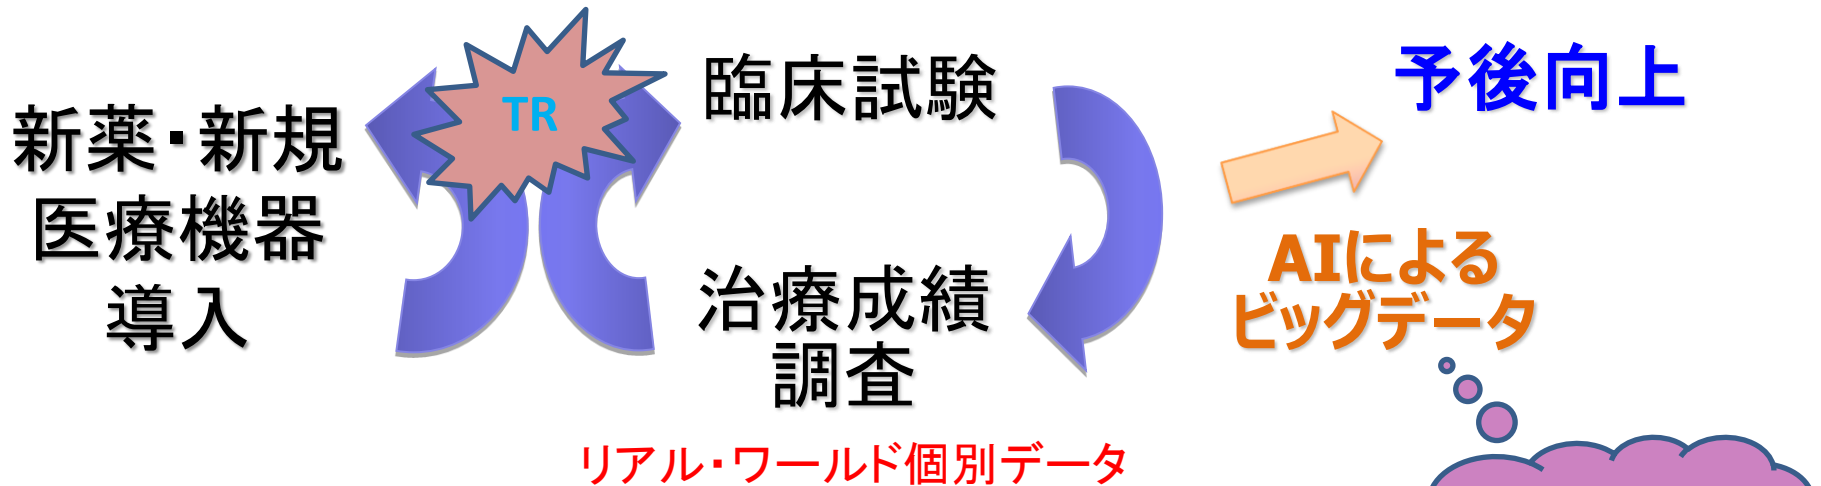 新薬・新規
医療機器
導入
TR
臨床試験
治療成績
調査
リアル・ワールド個別データ
予後向上
AIによる
ビッグデータ